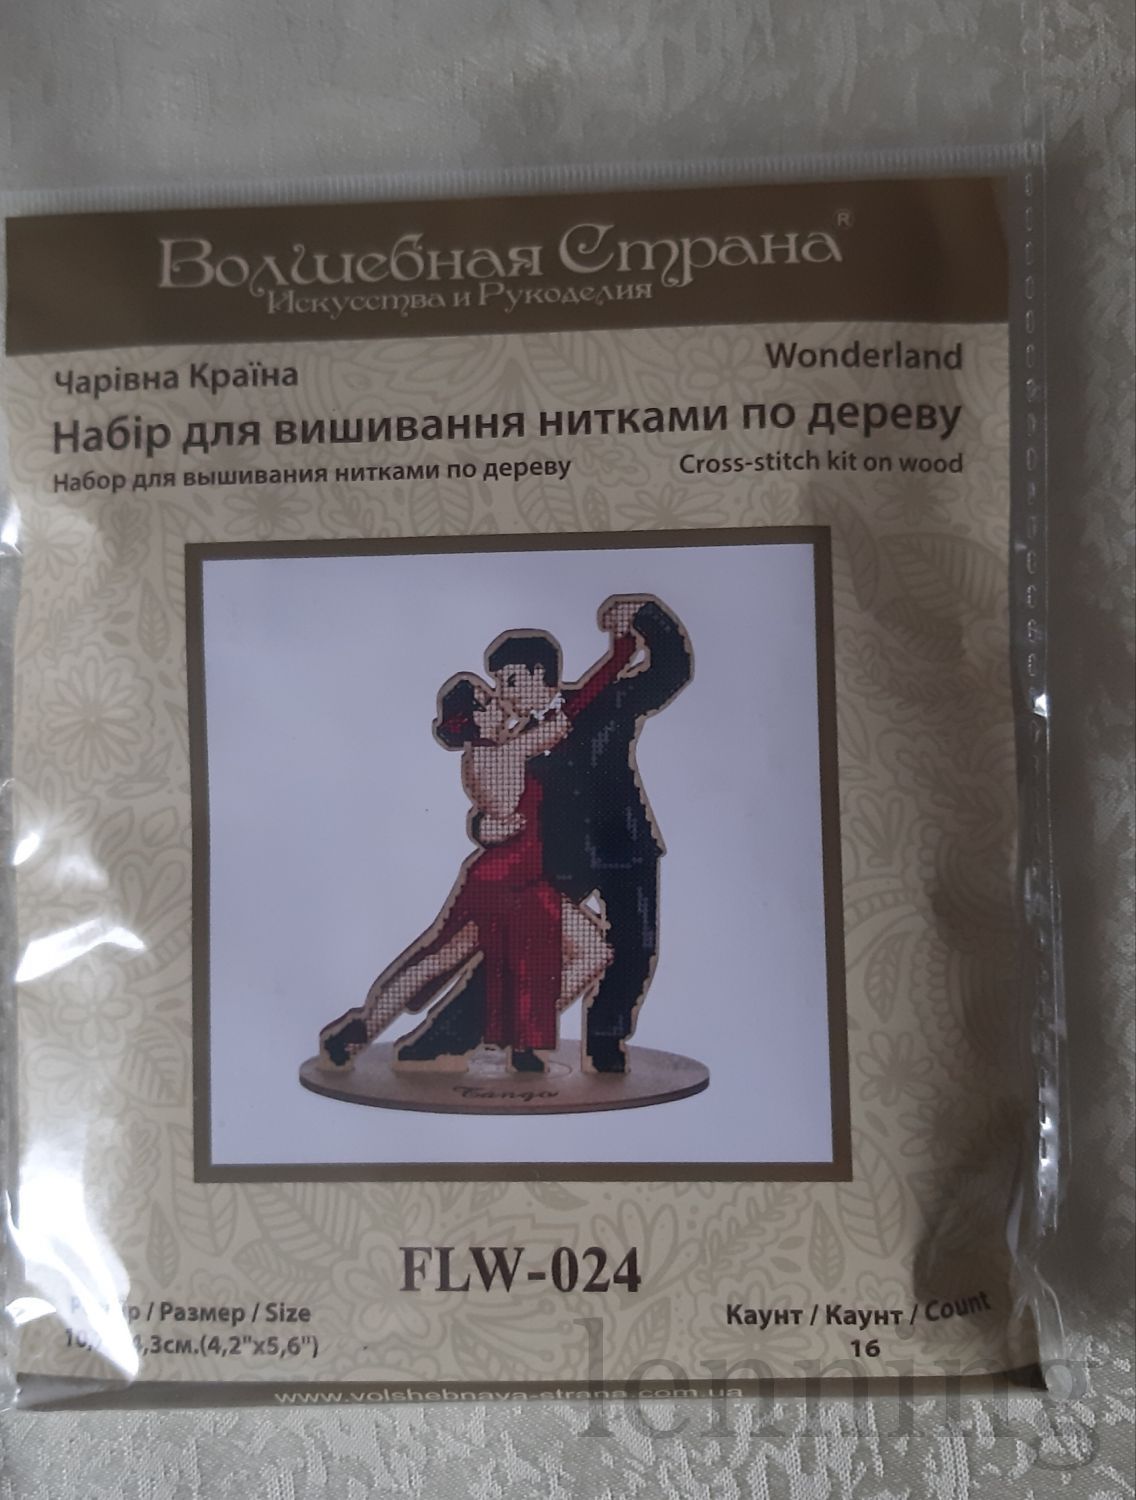 Волшебная Страна®
Искусства и Рукоделия
Чарівна Країна
Wonderland
Набір для вишивання нитками по дереву
Набор для вышивания нитками по дереву
Cross-stitch kit on wood
Tango
FLW-024
/ Размер / Size
Каунт / Каунт / Count
(4,2"x5,6")
16
www.volshebnaya-strana.com.ua
lenning